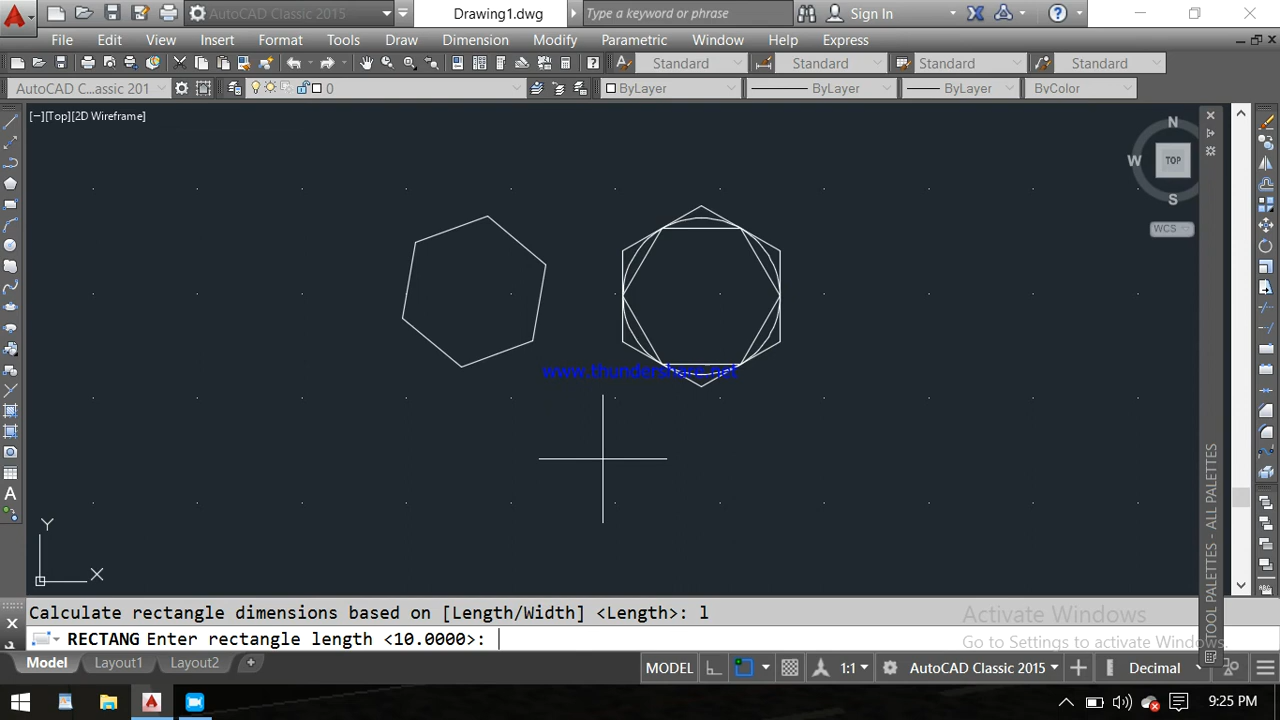 AutoCAD Classic 2015
Drawing1.dwg
Type a keyword or phrase
Sign In
File Edit View Insert Format Tools Draw Dimension Modify Parametric Window Help Express
Standard Standard Standard Standard
AutoCAD C...assic 201 0 ByLayer ByLayer ByLayer ByColor
[−][Top][2D Wireframe]
N
W TOP
S
WCS
www.thundershare.net
Y
X
TOOL PALETTES - ALL PALETTES
Calculate rectangle dimensions based on [Length/Width] <Length>: l
RECTANG Enter rectangle length <10.0000>:
Activate Windows
Go to Settings to activate Windows.
Model Layout1 Layout2 MODEL 1:1 AutoCAD Classic 2015 Decimal
9:25 PM